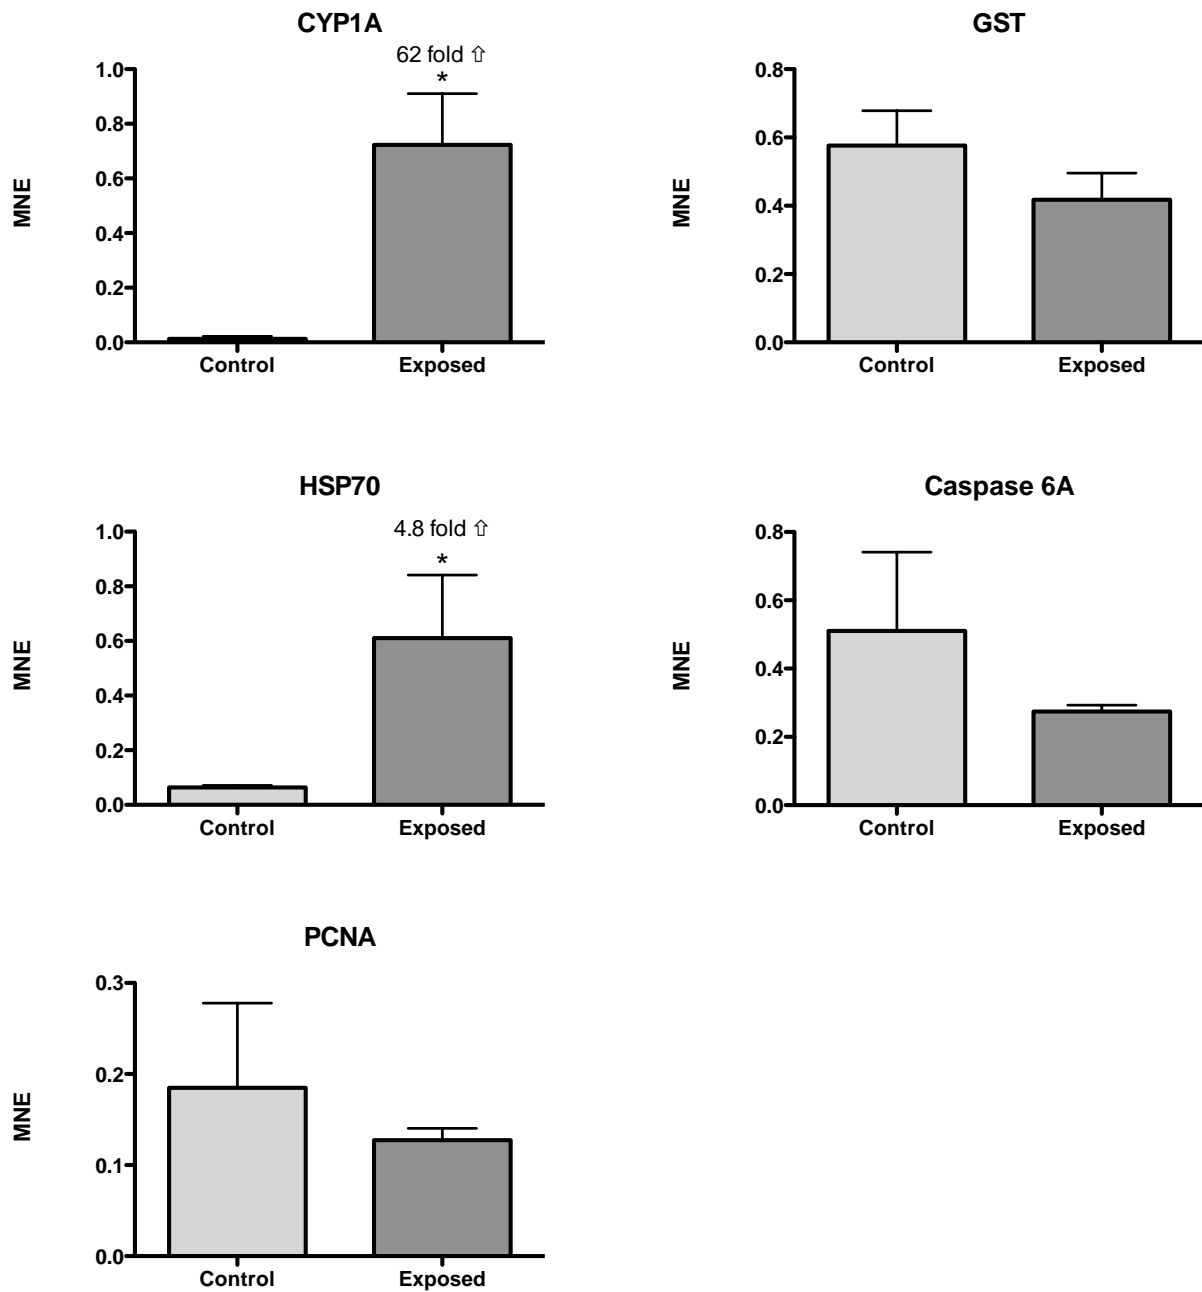 CYP1A
62 fold ⇧
*
1.0
0.8
0.6
0.4
0.2
0.0
MNE
Control Exposed
GST
0.8
0.6
0.4
0.2
0.0
MNE
Control Exposed
HSP70
4.8 fold ⇧
*
1.0
0.8
0.6
0.4
0.2
0.0
MNE
Control Exposed
Caspase 6A
0.8
0.6
0.4
0.2
0.0
MNE
Control Exposed
PCNA
0.3
0.2
0.1
0.0
MNE
Control Exposed